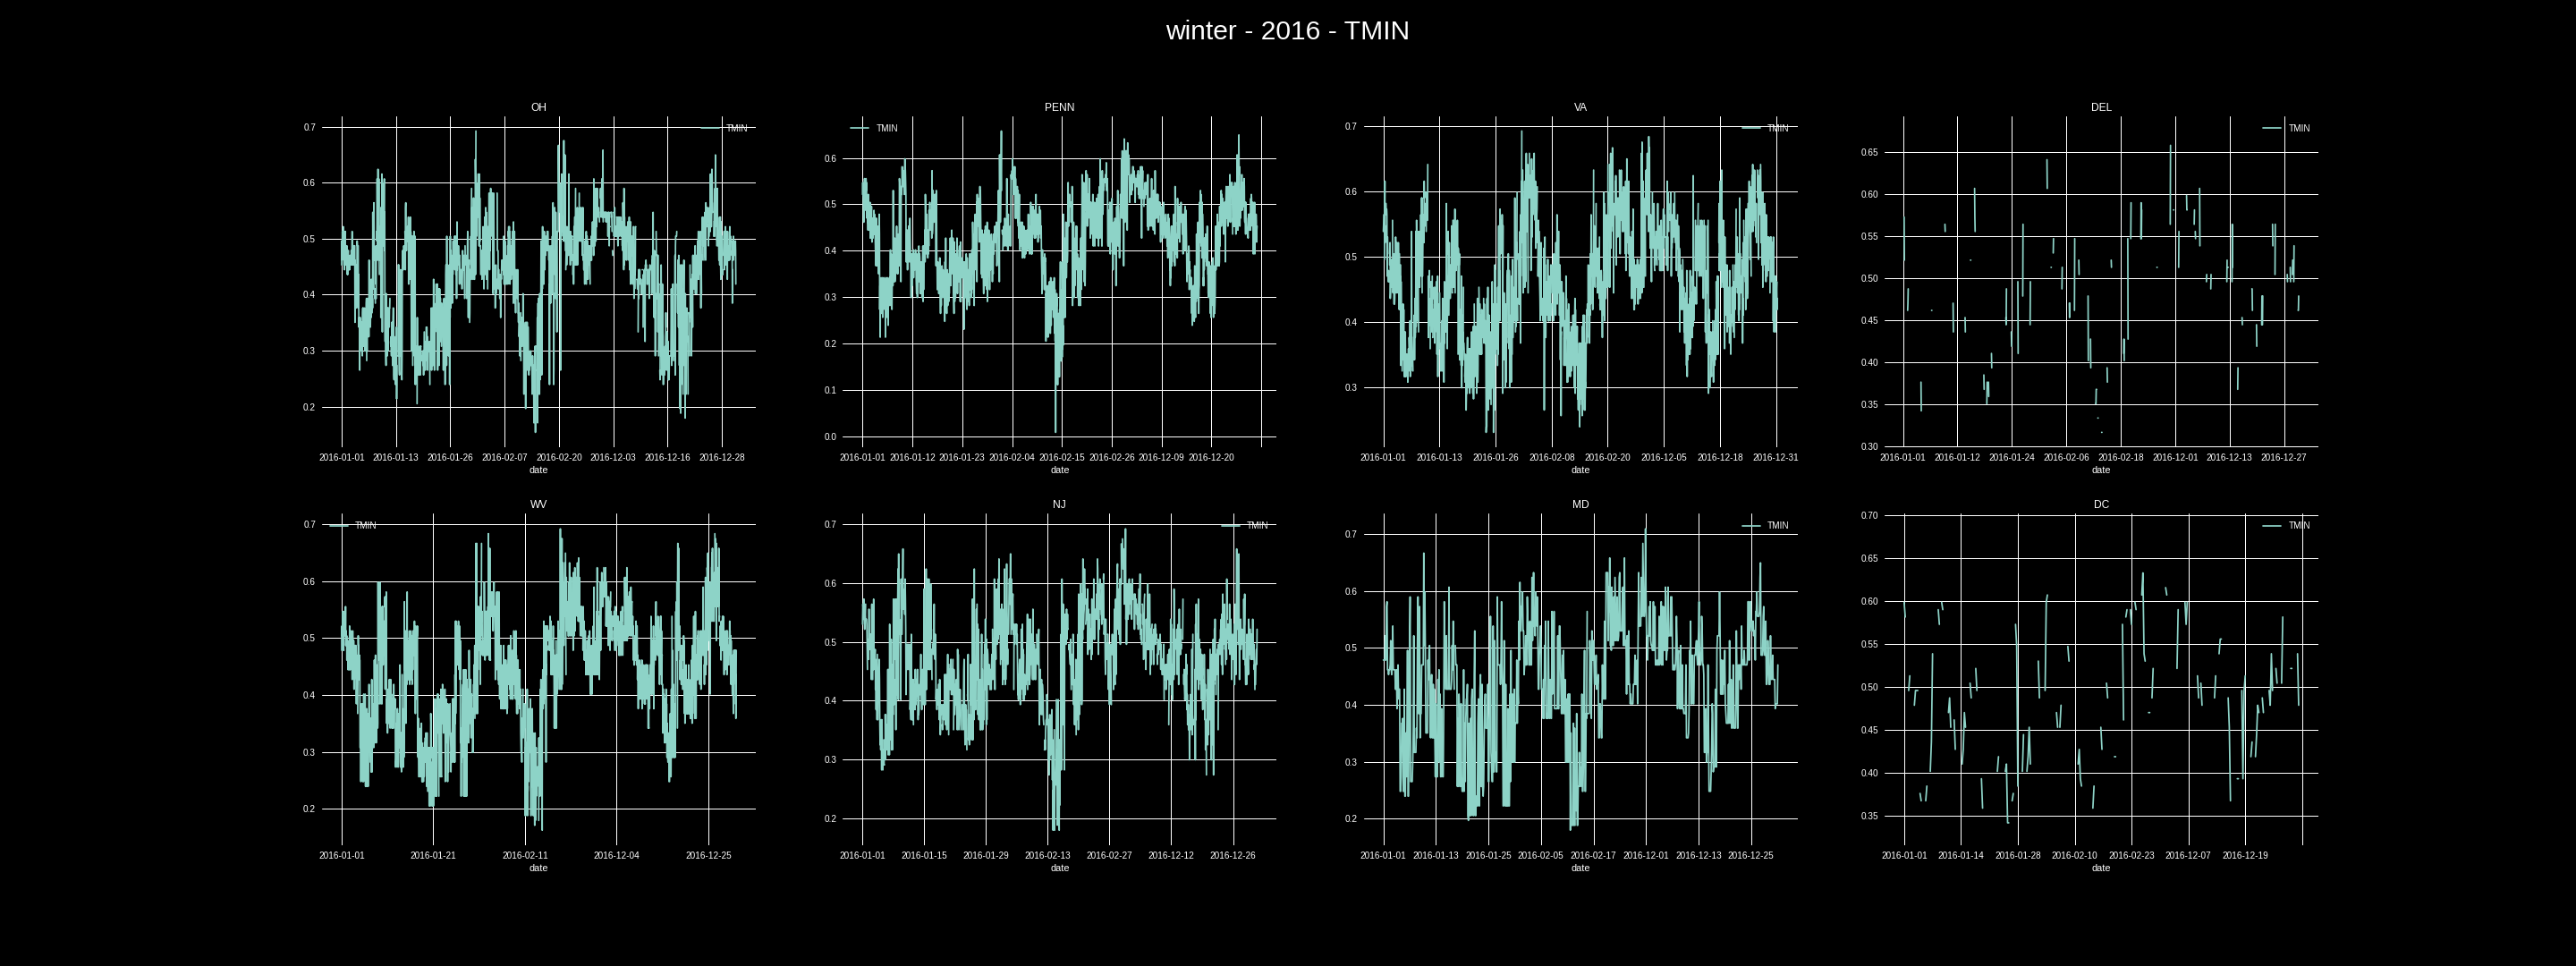 winter - 2016 - TMIN
OH
TMIN
0.7
0.6
0.5
0.4
0.3
0.2
2016-01-01 2016-01-13 2016-01-26 2016-02-07 2016-02-20 2016-12-03 2016-12-16 2016-12-28
date
PENN
TMIN
0.6
0.5
0.4
0.3
0.2
0.1
0.0
2016-01-01 2016-01-12 2016-01-23 2016-02-04 2016-02-15 2016-02-26 2016-12-09 2016-12-20
date
VA
TMIN
0.7
0.6
0.5
0.4
0.3
2016-01-01 2016-01-13 2016-01-26 2016-02-08 2016-02-20 2016-12-05 2016-12-18 2016-12-31
date
DEL
TMIN
0.65
0.60
0.55
0.50
0.45
0.40
0.35
0.30
2016-01-01 2016-01-12 2016-01-24 2016-02-06 2016-02-18 2016-12-01 2016-12-13 2016-12-27
date
WV
TMIN
0.7
0.6
0.5
0.4
0.3
0.2
2016-01-01 2016-01-21 2016-02-11 2016-12-04 2016-12-25
date
NJ
TMIN
0.7
0.6
0.5
0.4
0.3
0.2
2016-01-01 2016-01-15 2016-01-29 2016-02-13 2016-02-27 2016-12-12 2016-12-26
date
MD
TMIN
0.7
0.6
0.5
0.4
0.3
0.2
2016-01-01 2016-01-13 2016-01-25 2016-02-05 2016-02-17 2016-12-01 2016-12-13 2016-12-25
date
DC
TMIN
0.70
0.65
0.60
0.55
0.50
0.45
0.40
0.35
2016-01-01 2016-01-14 2016-01-28 2016-02-10 2016-02-23 2016-12-07 2016-12-19
date